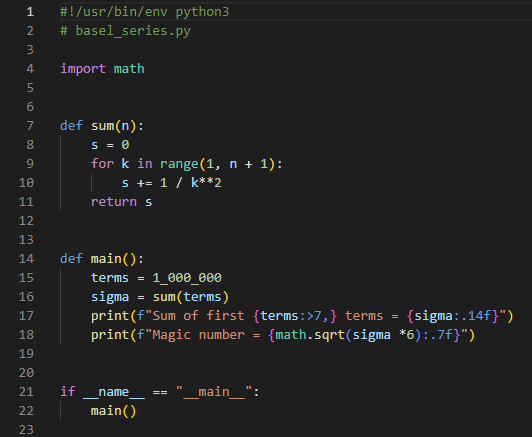 1 #!/usr/bin/env python3
2 # basel_series.py
3
4 import math
5
6
7 def sum(n):
8     s = 0
9     for k in range(1, n + 1):
10         s += 1 / k**2
11     return s
12
13
14 def main():
15     terms = 1_000_000
16     sigma = sum(terms)
17     print(f"Sum of first {terms:>7,} terms = {sigma:.14f}")
18     print(f"Magic number = {math.sqrt(sigma *6):.7f}")
19
20
21 if __name__ == "__main__":
22     main()
23